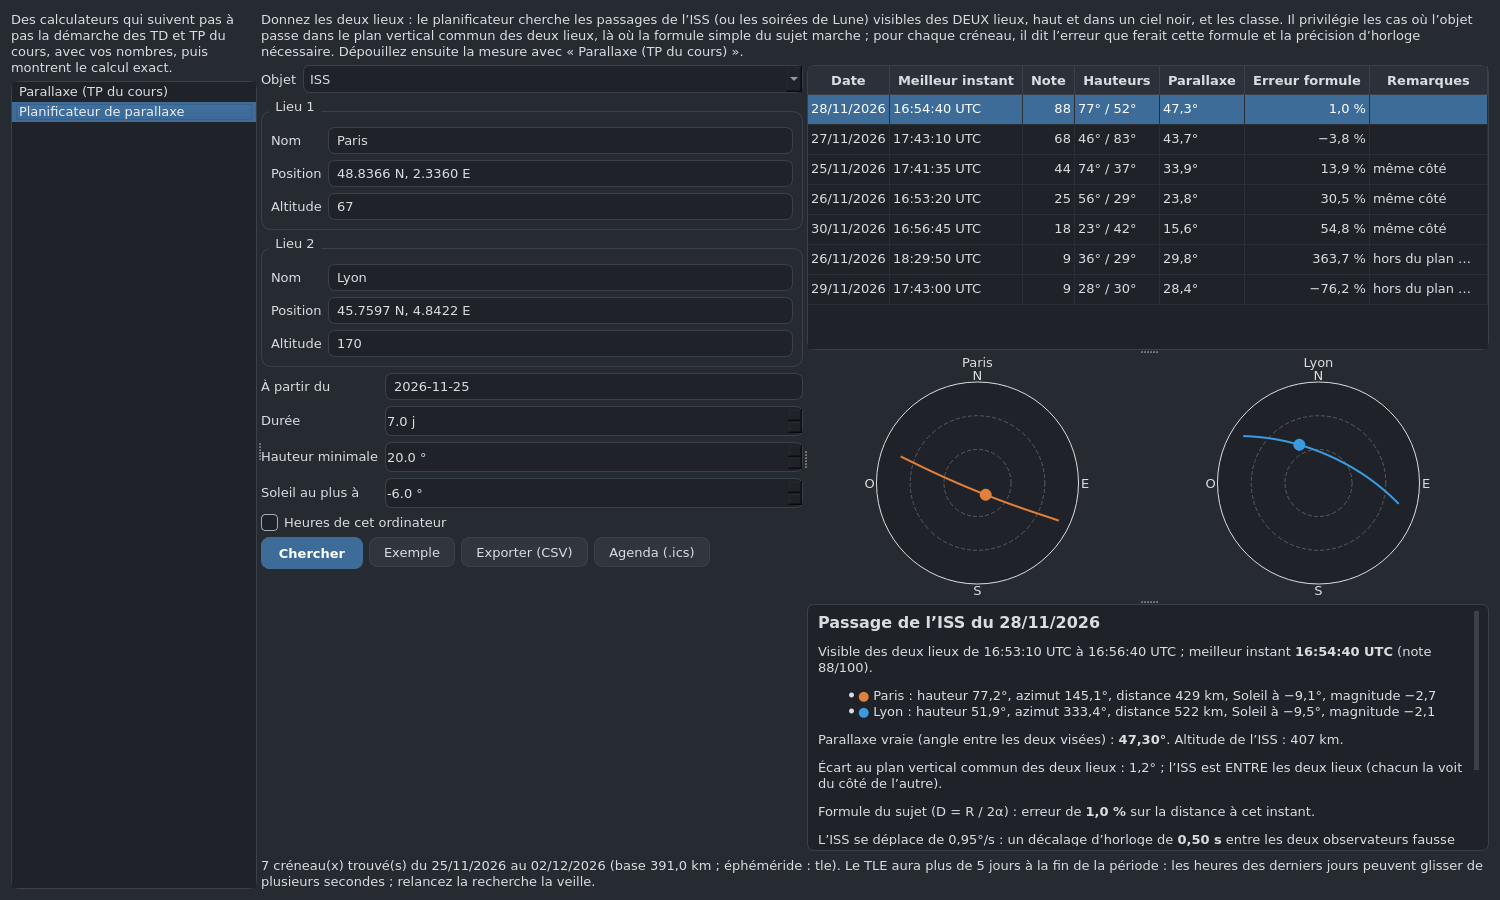 Des calculateurs qui suivent pas à
pas la démarche des TD et TP du
cours, avec vos nombres, puis
montrent le calcul exact.
Parallaxe (TP du cours)
Planificateur de parallaxe
Donnez les deux lieux : le planificateur cherche les passages de l’ISS (ou les soirées de Lune) visibles des DEUX lieux, haut et dans un ciel noir, et les classe. Il privilégie les cas où l’objet
passe dans le plan vertical commun des deux lieux, là où la formule simple du sujet marche ; pour chaque créneau, il dit l’erreur que ferait cette formule et la précision d’horloge
nécessaire. Dépouillez ensuite la mesure avec « Parallaxe (TP du cours) ».
Objet ISS
Lieu 1
Nom Paris
Position 48.8366 N, 2.3360 E
Altitude 67
Lieu 2
Nom Lyon
Position 45.7597 N, 4.8422 E
Altitude 170
À partir du 2026-11-25
Durée 7.0 j
Hauteur minimale 20.0 °
Soleil au plus à -6.0 °
Heures de cet ordinateur
Chercher Exemple Exporter (CSV) Agenda (.ics)
Date Meilleur instant Note Hauteurs Parallaxe Erreur formule Remarques
28/11/2026 16:54:40 UTC 88 77° / 52° 47,3° 1,0 %
27/11/2026 17:43:10 UTC 68 46° / 83° 43,7° −3,8 %
25/11/2026 17:41:35 UTC 44 74° / 37° 33,9° 13,9 % même côté
26/11/2026 16:53:20 UTC 25 56° / 29° 23,8° 30,5 % même côté
30/11/2026 16:56:45 UTC 18 23° / 42° 15,6° 54,8 % même côté
26/11/2026 18:29:50 UTC 9 36° / 29° 29,8° 363,7 % hors du plan ...
29/11/2026 17:43:00 UTC 9 28° / 30° 28,4° −76,2 % hors du plan ...
Paris Lyon
N N
O E O E
S S
Passage de l’ISS du 28/11/2026
Visible des deux lieux de 16:53:10 UTC à 16:56:40 UTC ; meilleur instant 16:54:40 UTC (note
88/100).
• Paris : hauteur 77,2°, azimut 145,1°, distance 429 km, Soleil à −9,1°, magnitude −2,7
• Lyon : hauteur 51,9°, azimut 333,4°, distance 522 km, Soleil à −9,5°, magnitude −2,1
Parallaxe vraie (angle entre les deux visées) : 47,30°. Altitude de l’ISS : 407 km.
Écart au plan vertical commun des deux lieux : 1,2° ; l’ISS est ENTRE les deux lieux (chacun la voit
du côté de l’autre).
Formule du sujet (D = R / 2α) : erreur de 1,0 % sur la distance à cet instant.
L’ISS se déplace de 0,95°/s : un décalage d’horloge de 0,50 s entre les deux observateurs fausse
7 créneau(x) trouvé(s) du 25/11/2026 au 02/12/2026 (base 391,0 km ; éphéméride : tle). Le TLE aura plus de 5 jours à la fin de la période : les heures des derniers jours peuvent glisser de
plusieurs secondes ; relancez la recherche la veille.